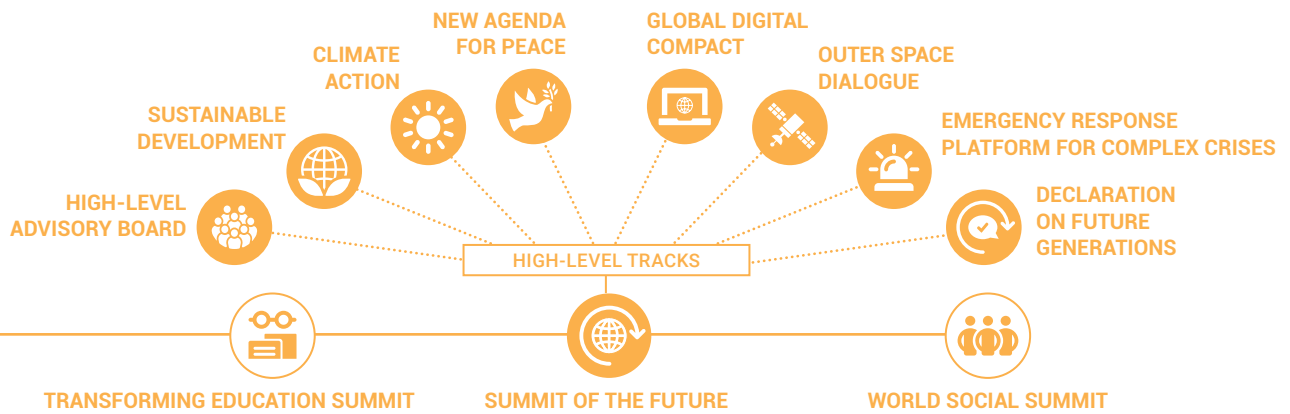 NEW AGENDA
FOR PEACE
GLOBAL DIGITAL
COMPACT
CLIMATE
ACTION
OUTER SPACE
DIALOGUE
SUSTAINABLE
DEVELOPMENT
EMERGENCY RESPONSE
PLATFORM FOR COMPLEX CRISES
HIGH-LEVEL
ADVISORY BOARD
DECLARATION
ON FUTURE
GENERATIONS
HIGH-LEVEL TRACKS
TRANSFORMING EDUCATION SUMMIT
SUMMIT OF THE FUTURE
WORLD SOCIAL SUMMIT